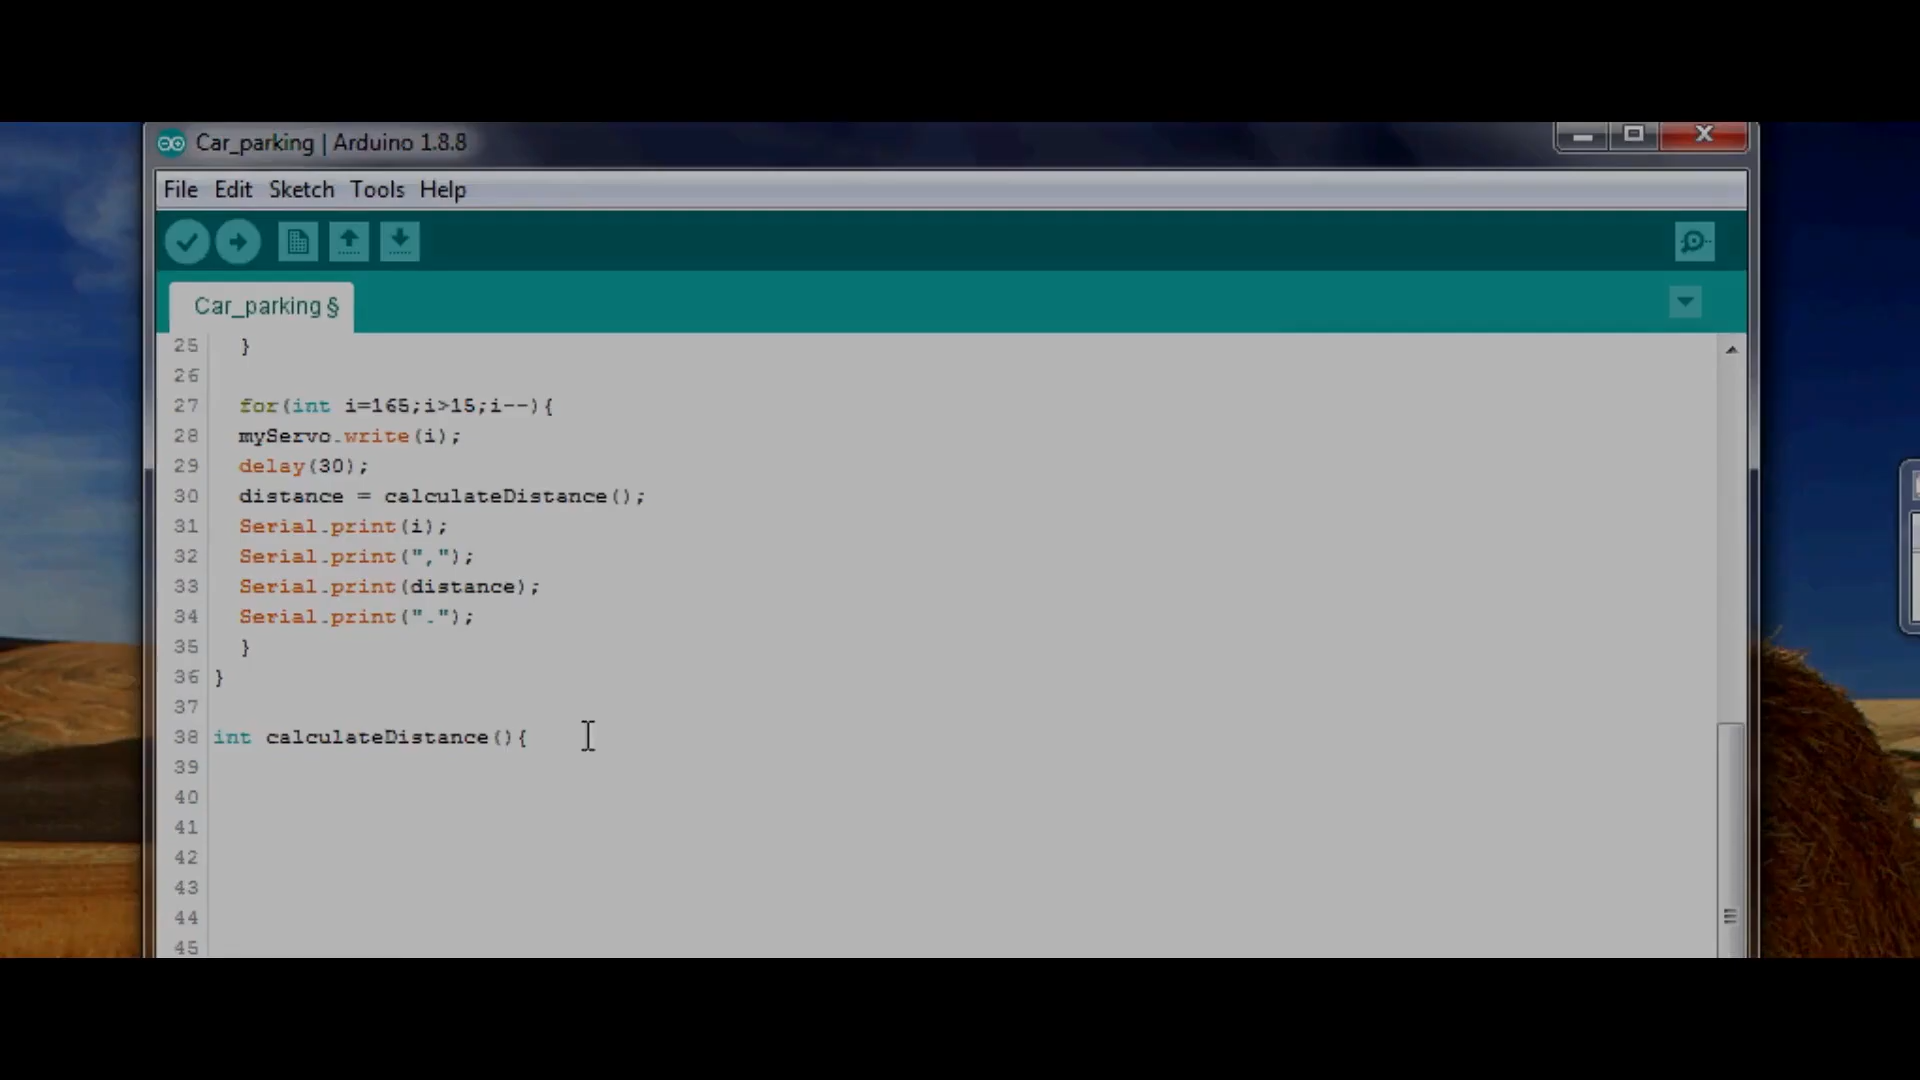 Car_parking | Arduino 1.8.8
File Edit Sketch Tools Help
Car_parking §
25 }
26
27 for(int i=165;i>15;i--){
28 myServo.write(i);
29 delay(30);
30 distance = calculateDistance();
31 Serial.print(i);
32 Serial.print(",");
33 Serial.print(distance);
34 Serial.print(".");
35 }
36 }
37
38 int calculateDistance(){
39
40
41
42
43
44
45